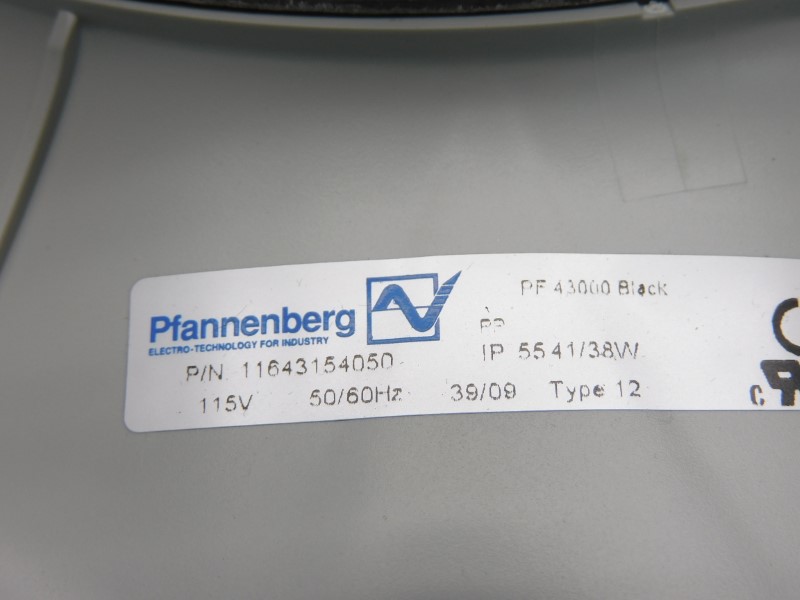 PF 43000 Black
Pfannenberg
ELECTRO-TECHNOLOGY FOR INDUSTRY
PP
P/N 11643154050
IP 55 41/38W
115V 50/60Hz 39/09 Type 12
C